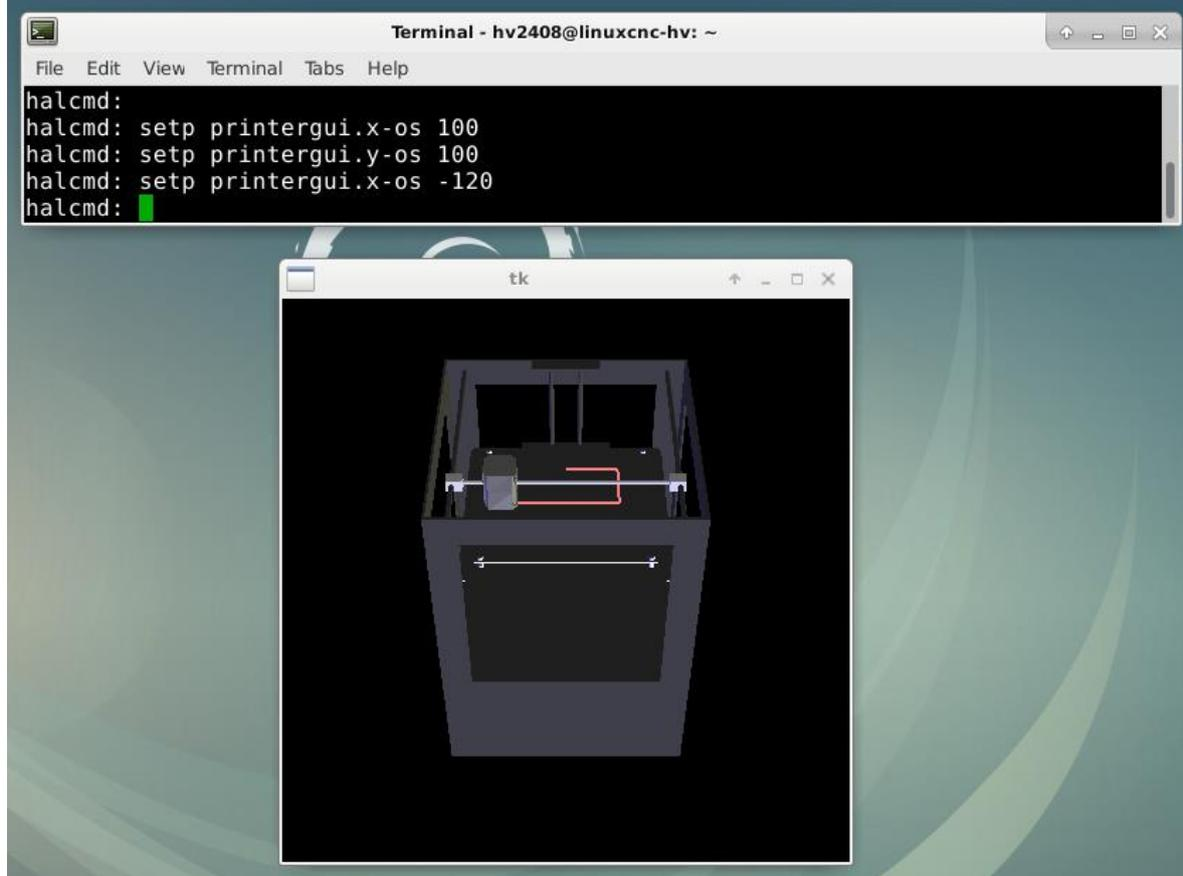 Terminal - hv2408@linuxcnc-hv: ~
File Edit View Terminal Tabs Help
halcmd:
halcmd: setp printergui.x-os 100
halcmd: setp printergui.y-os 100
halcmd: setp printergui.x-os -120
halcmd:
tk